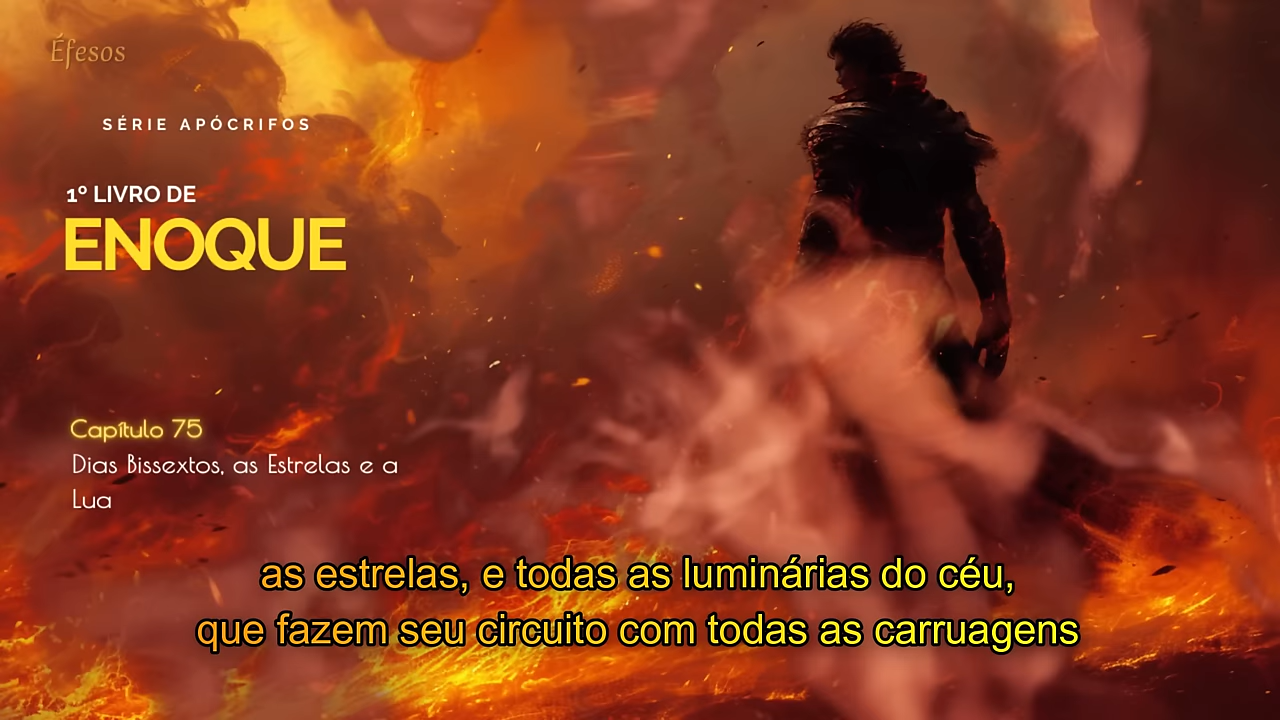 Éfesos
SÉRIE APÓCRIFOS
1º LIVRO DE
ENOQUE
Capítulo 75
Dias Bissextos, as Estrelas e a
Lua
as estrelas, e todas as luminárias do céu,
que fazem seu circuito com todas as carruagens